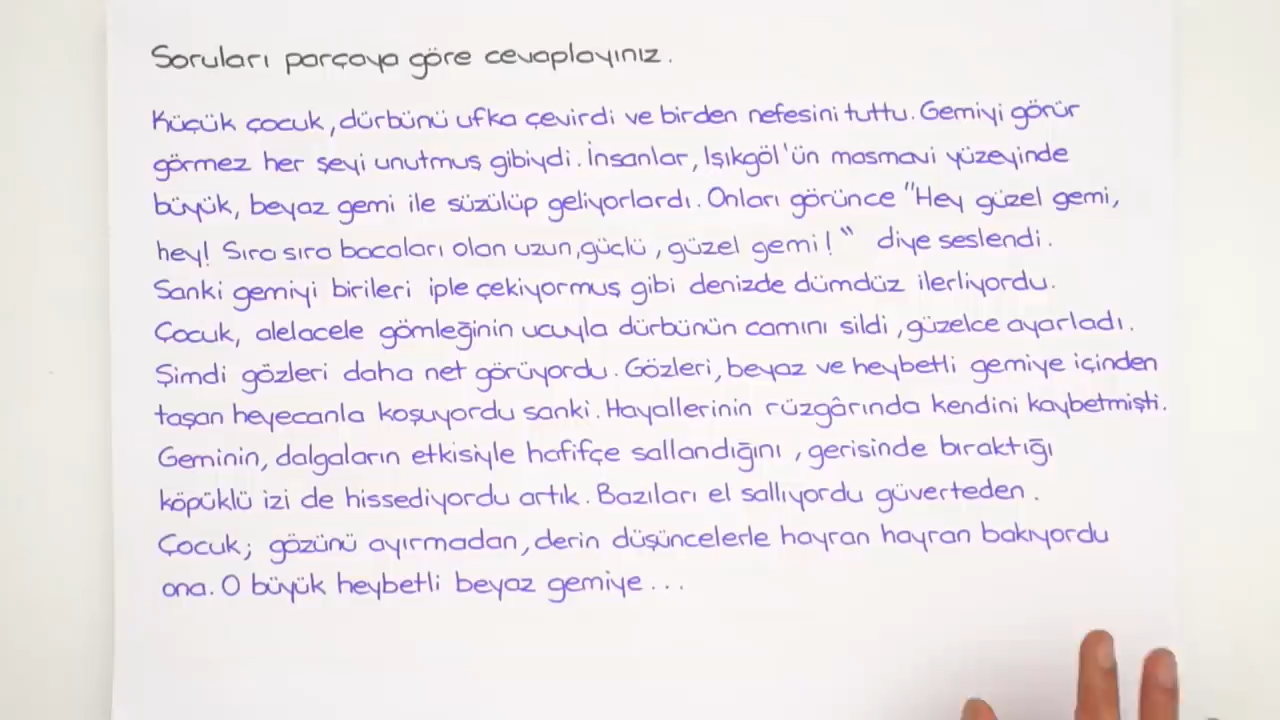 Soruları parçaya göre cevaplayınız.
Küçük çocuk, dürbünü ufka çevirdi ve birden nefesini tuttu. Gemiyi görür
görmez her şeyi unutmuş gibiydi. İnsanlar, Işıkgöl'ün masmavi yüzeyinde
büyük, beyaz gemi ile süzülüp geliyorlardı. Onları görünce "Hey güzel gemi,
hey! Sıra sıra bacaları olan uzun, güçlü, güzel gemi!" diye seslendi.
Sanki gemiyi birileri iple çekiyormuş gibi denizde dümdüz ilerliyordu.
Çocuk, alelacele gömleğinin ucuyla dürbünün camını sildi, güzelce ayarladı.
Şimdi gözleri daha net görüyordu. Gözleri, beyaz ve heybetli gemiye içinden
taşan heyecanla koşuyordu sanki. Hayallerinin rüzgârında kendini kaybetmişti.
Geminin, dalgaların etkisiyle hafifçe sallandığını, gerisinde bıraktığı
köpüklü izi de hissediyordu artık. Bazıları el sallıyordu güverteden.
Çocuk; gözünü ayırmadan, derin düşüncelerle hayran hayran bakıyordu
ona. O büyük heybetli beyaz gemiye...